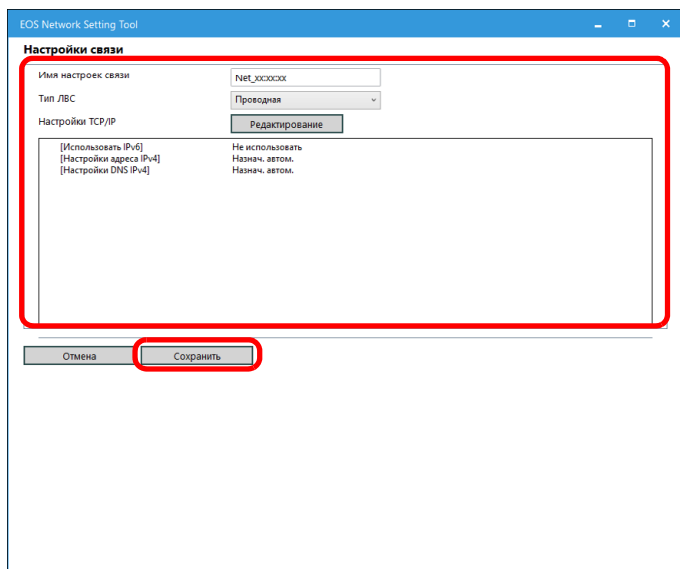 EOS Network Setting Tool
Настройки связи
Имя настроек связи Net_xx:xx:xx
Тип ЛВС Проводная
Настройки TCP/IP Редактирование
[Использовать IPv6] Не использовать
[Настройки адреса IPv4] Назнач. автом.
[Настройки DNS IPv4] Назнач. автом.
Отмена Сохранить